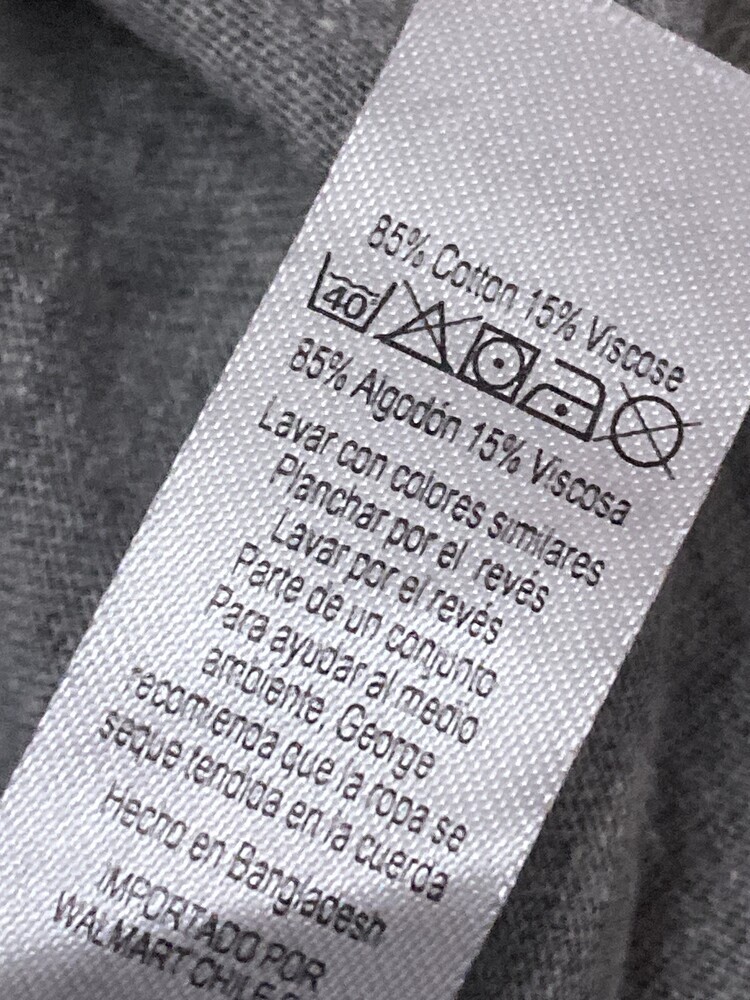 85% Cotton 15% Viscose
40°
85% Algodón 15% Viscosa
Lavar con colores similares
Planchar por el revés
Lavar por el revés
Parte de un conjunto
Para ayudar al medio
ambiente, George
recomienda que la ropa se
seque tendida en la cuerda
Hecho en Bangladesh
IMPORTADO POR
WALMART CHILE